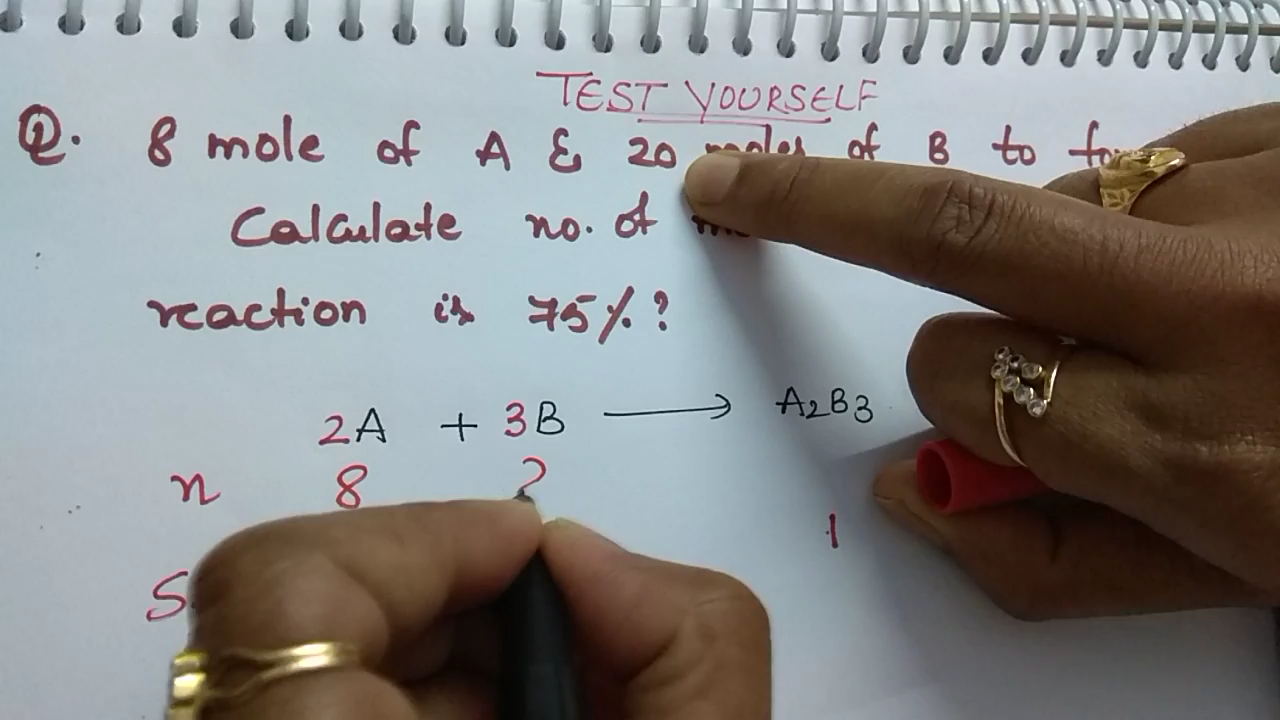 TEST YOURSELF
Q. 8 mole of A & 20 moles of B to
Calculate no. of
reaction is 75%?
2A + 3B → A2B3
n 8
1
S